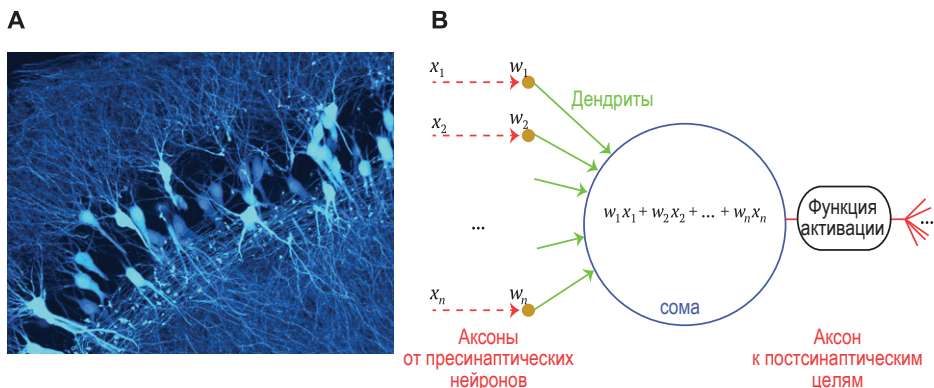 A
B
x₁ w₁
Дендриты
x₂ w₂
w₁x₁ + w₂x₂ + ... + wₙxₙ
Функция
активации
...
...
xₙ wₙ
сома
Аксоны
от пресинаптических
нейронов
Аксон
к постсинаптическим
целям